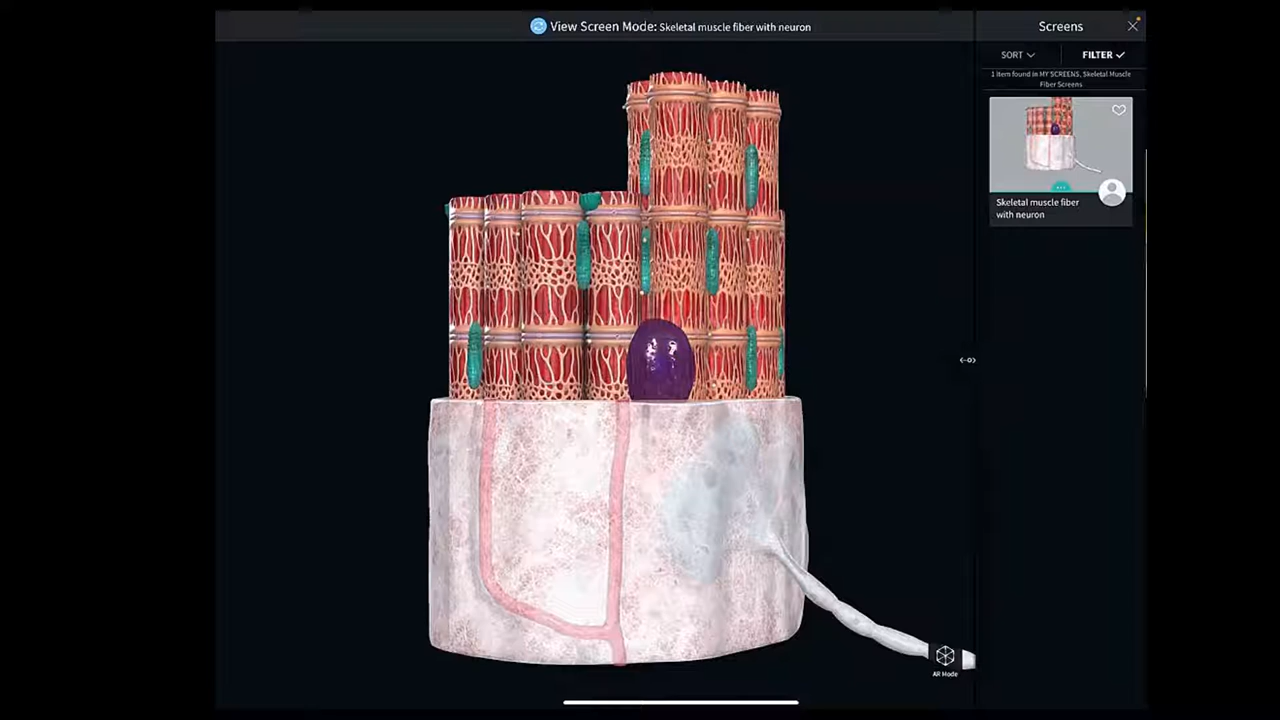 View Screen Mode: Skeletal muscle fiber with neuron
Screens
SORT
FILTER
1 item found in MY SCREENS, Skeletal Muscle
Fiber Screens
Skeletal muscle fiber
with neuron
AR Mode